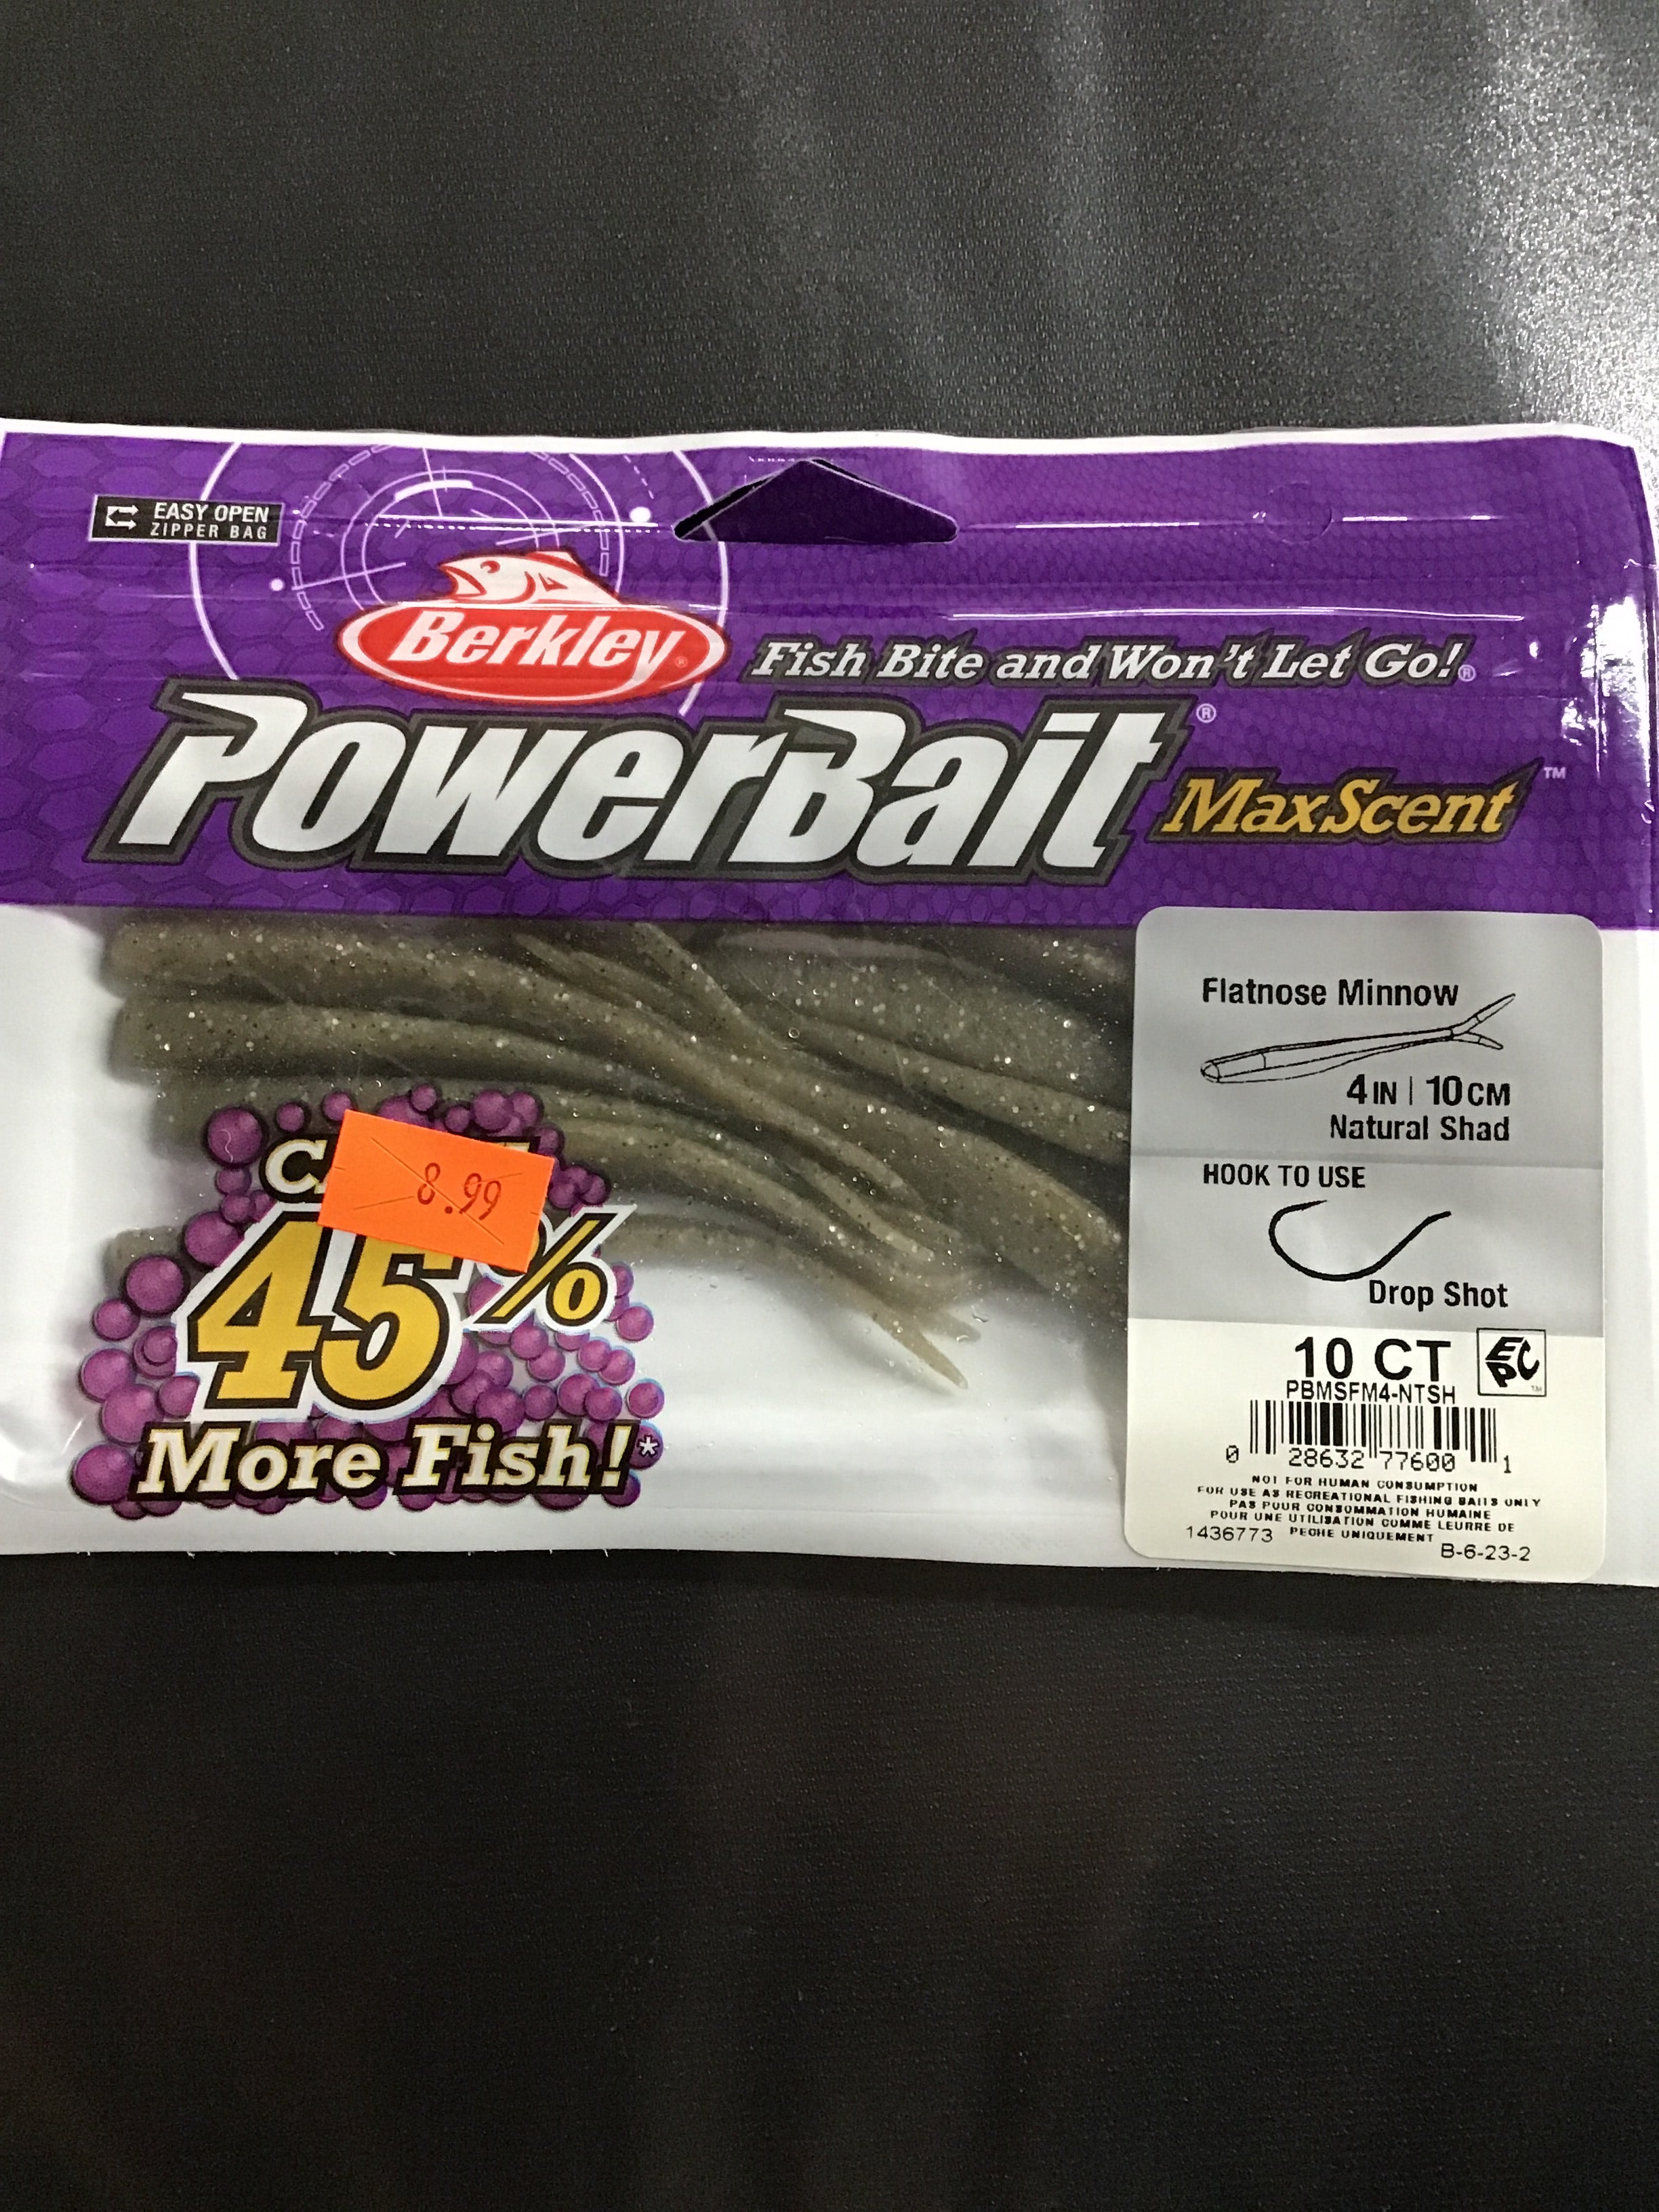 EASY OPEN
ZIPPER BAG
Berkley®
Fish Bite and Won't Let Go!®
PowerBait®
MaxScent™
Flatnose Minnow
4 IN | 10 CM
Natural Shad
HOOK TO USE
Drop Shot
8.99
45%
More Fish!*
10 CT
EPC™
PBMSFM4-NTSH
0 28632 77600 1
NOT FOR HUMAN CONSUMPTION
FOR USE AS RECREATIONAL FISHING BAITS ONLY
PAS POUR CONSOMMATION HUMAINE
POUR UNE UTILISATION COMME LEURRE DE
1436773 PECHE UNIQUEMENT
B-6-23-2